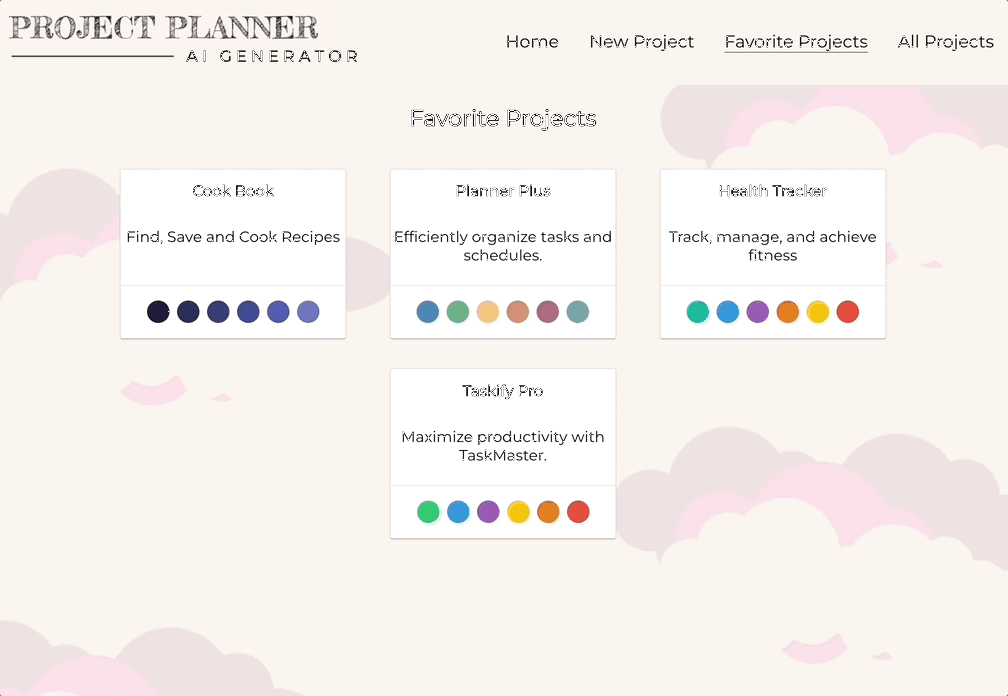 PROJECT PLANNER
AI GENERATOR
Home New Project Favorite Projects All Projects
Favorite Projects
Cook Book
Find, Save and Cook Recipes
Planner Plus
Efficiently organize tasks and
schedules.
Health Tracker
Track, manage, and achieve
fitness
Taskify Pro
Maximize productivity with
TaskMaster.